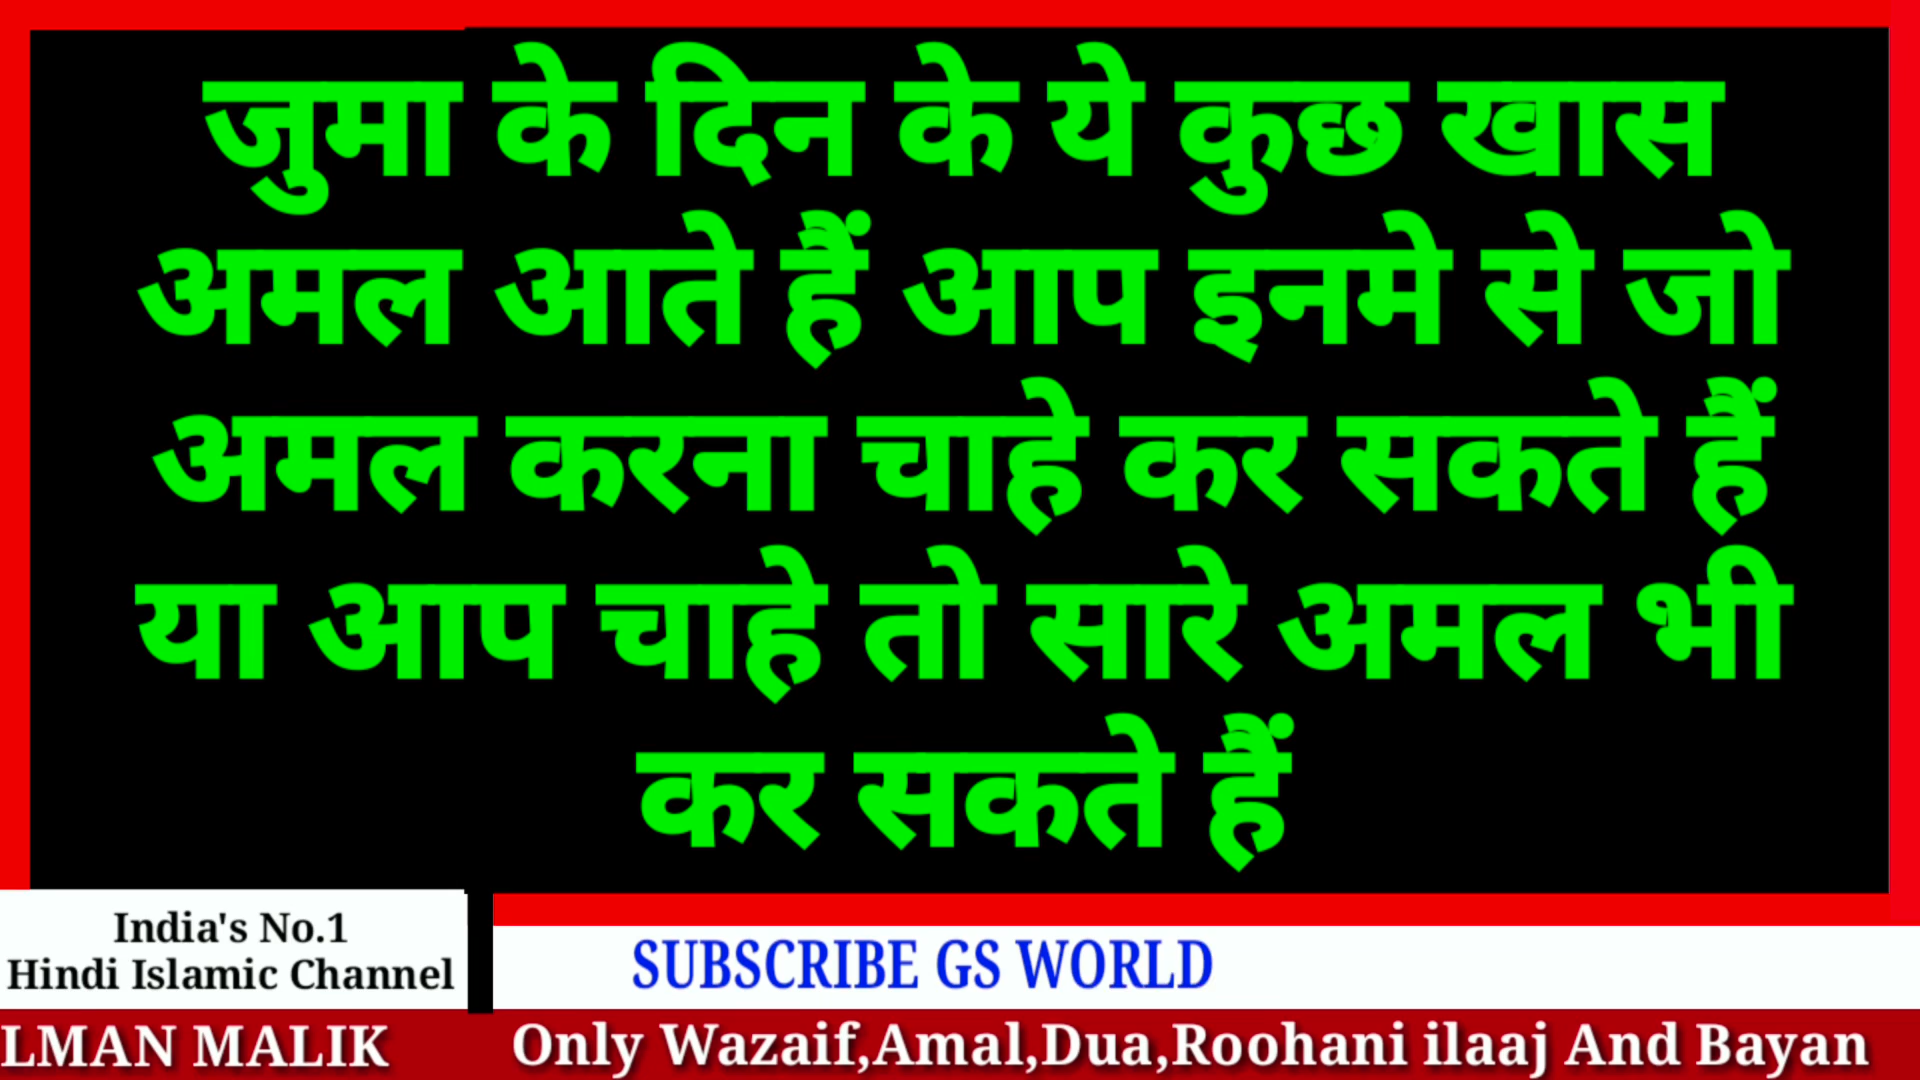 जुमा के दिन के ये कुछ खास
अमल आते हैं आप इनमे से जो
अमल करना चाहे कर सकते हैं
या आप चाहे तो सारे अमल भी
कर सकते हैं
India's No.1
Hindi Islamic Channel
SUBSCRIBE GS WORLD
LMAN MALIK
Only Wazaif,Amal,Dua,Roohani ilaaj And Bayan